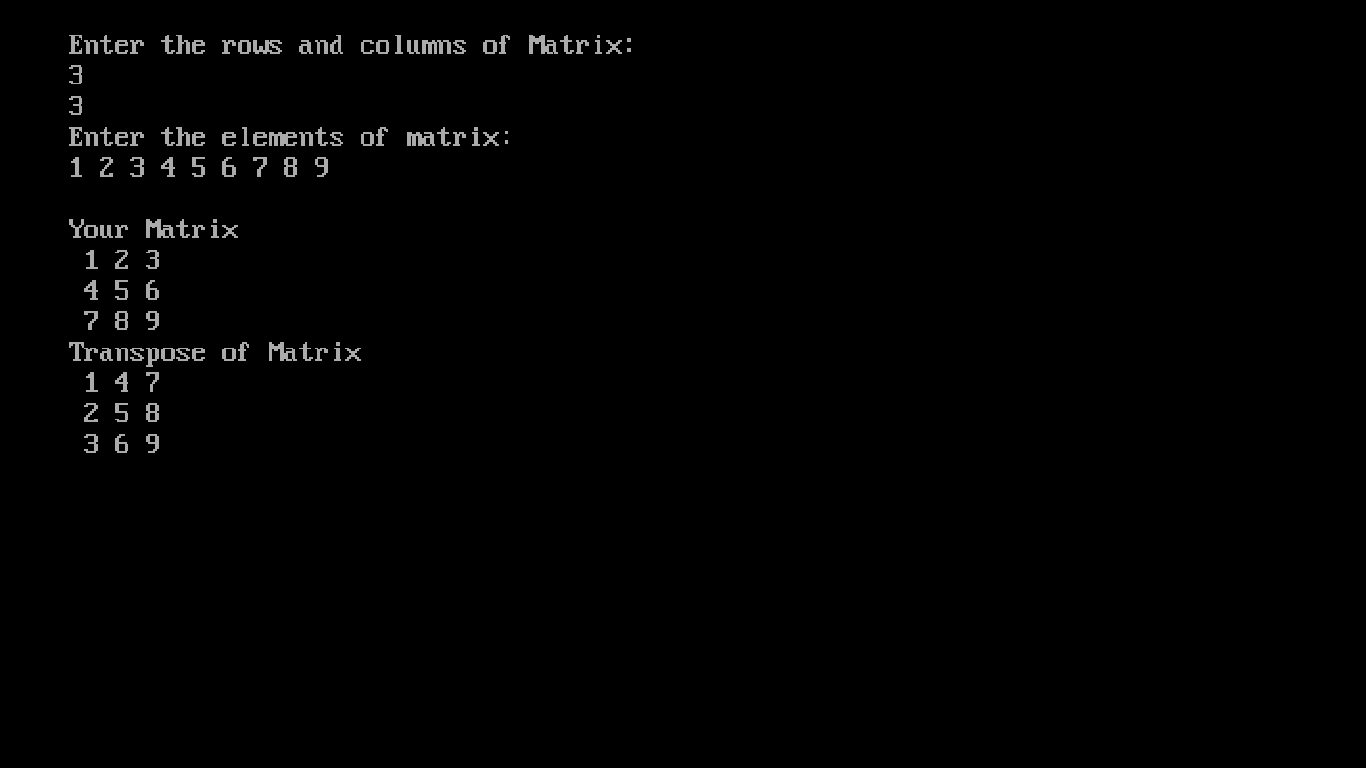 Enter the rows and columns of Matrix:
3
3
Enter the elements of matrix:
1 2 3 4 5 6 7 8 9
Your Matrix
1 2 3
4 5 6
7 8 9
Transpose of Matrix
1 4 7
2 5 8
3 6 9